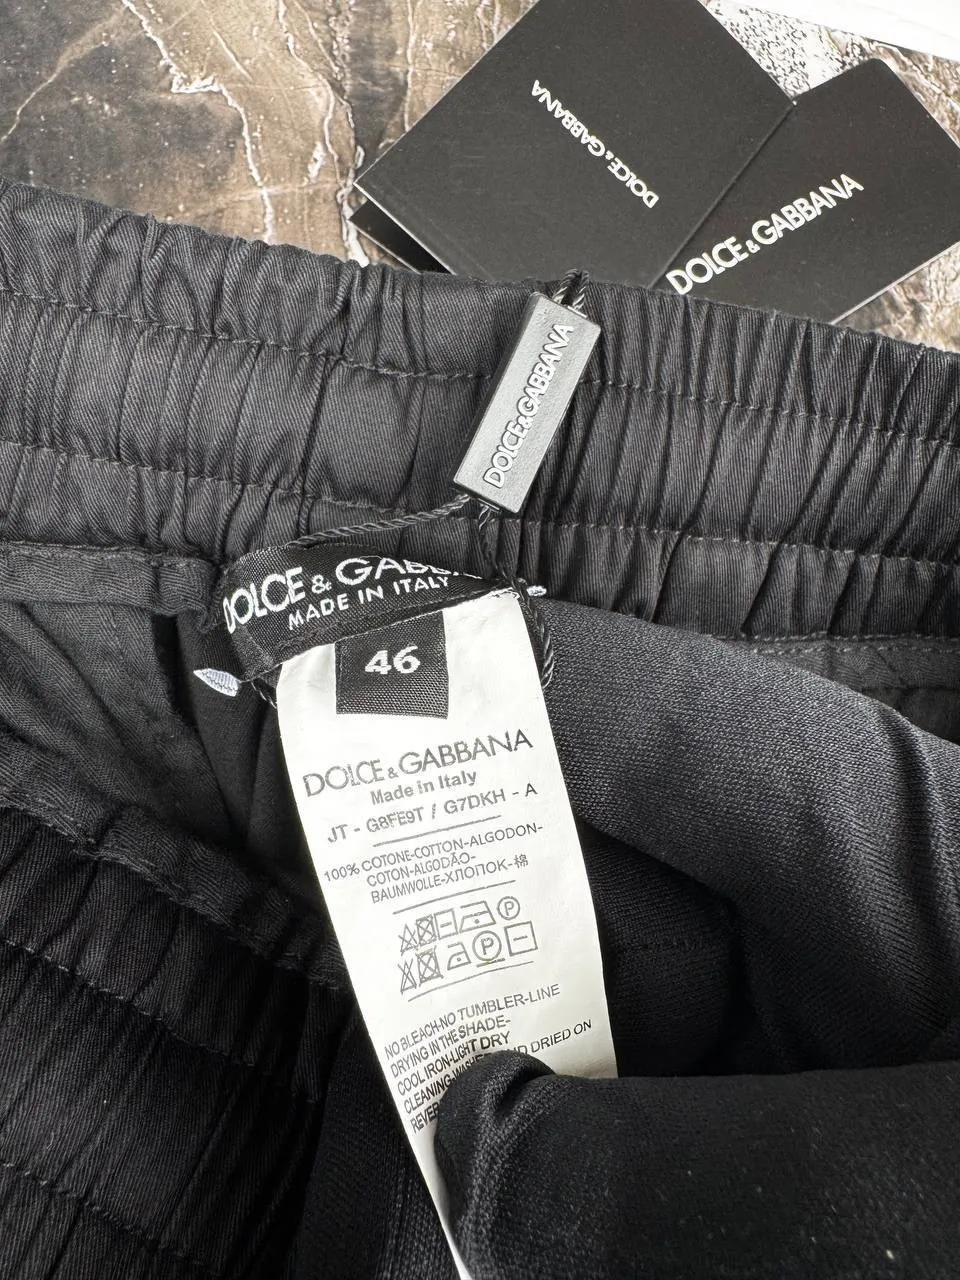 DOLCE & GABBANA
DOLCE & GABBANA
DOLCE & GABBANA
DOLCE & GABB
MADE IN ITALY
46
DOLCE & GABBANA
Made in Italy
JT - G8FE9T / G7DKH - A
100% COTONE-COTTON-ALGODON-
COTON-ALGODÃO-
BAUMWOLLE-ХЛОПОК-棉
P
P
NO BLEACH-NO TUMBLER-LINE
DRYING IN THE SHADE-
COOL IRON-LIGHT DRY
CLEANING- DRIED ON